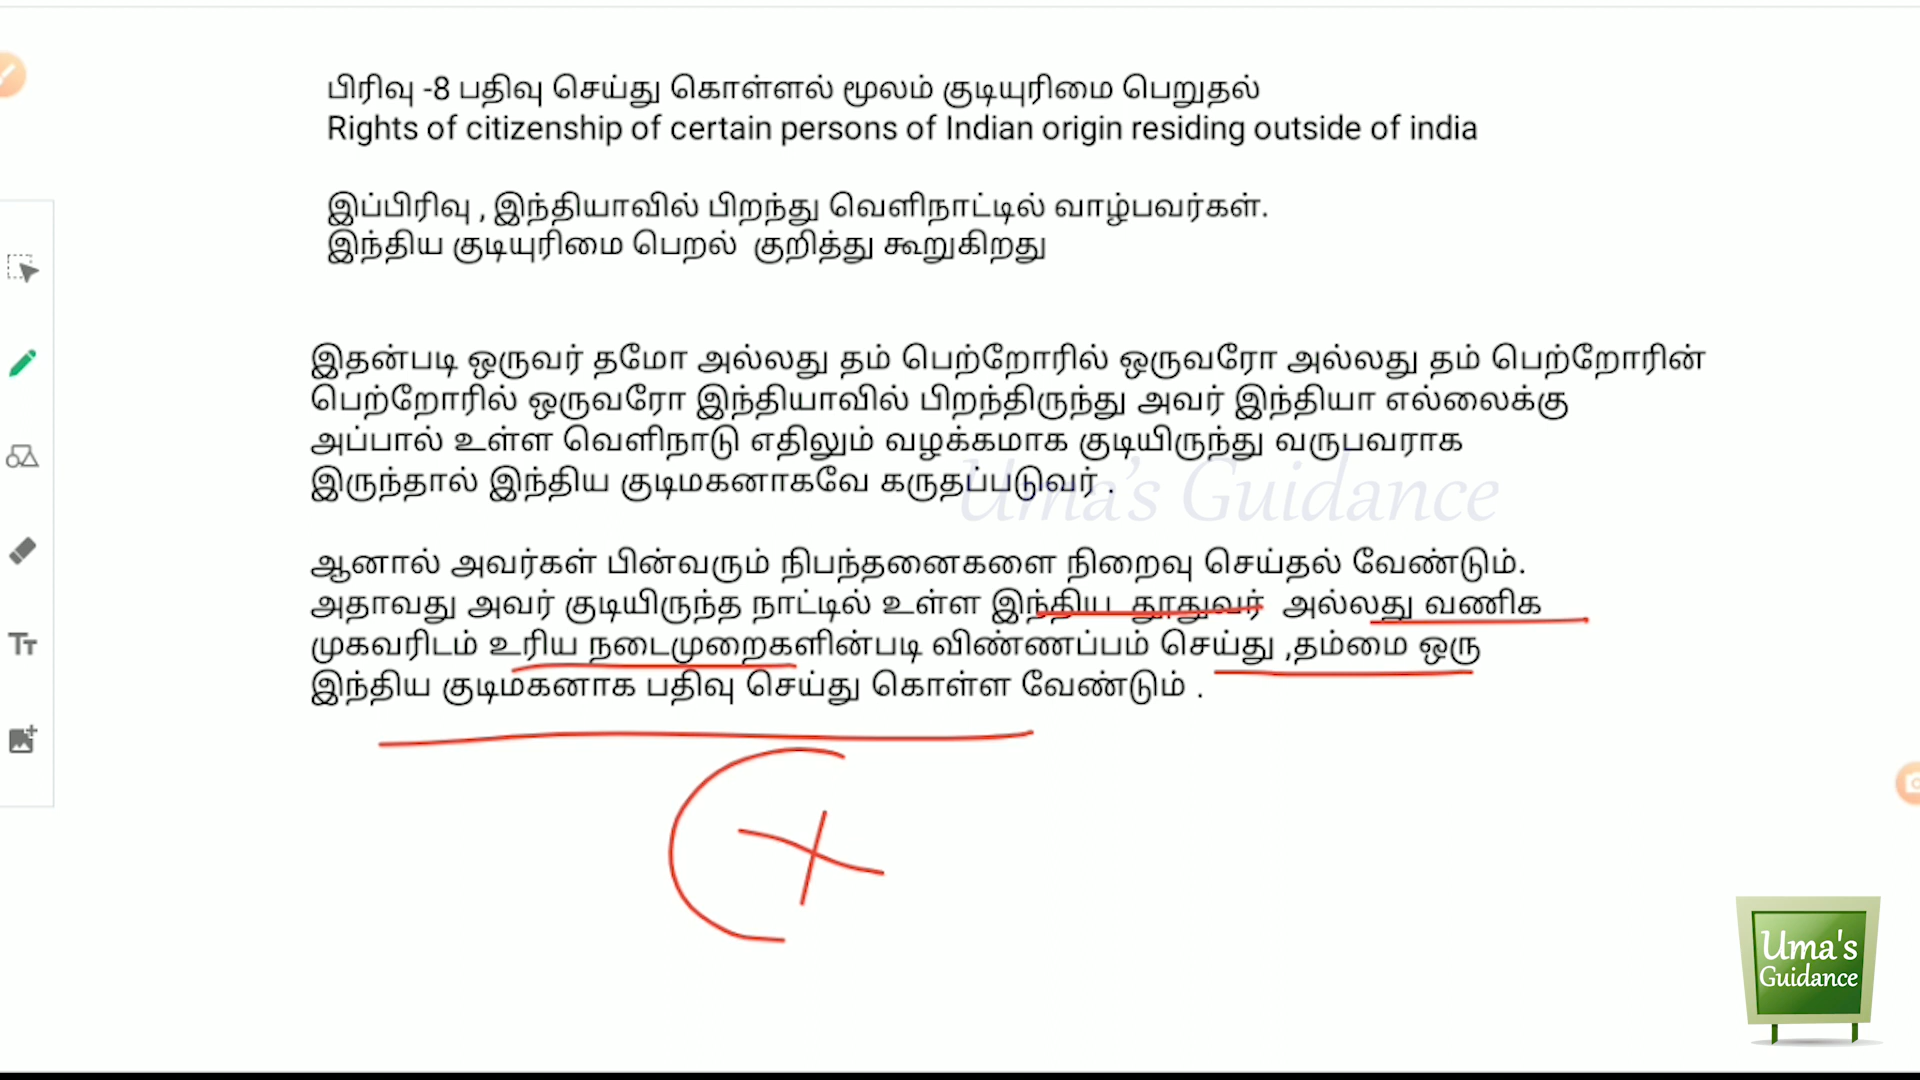 பிரிவு -8 பதிவு செய்து கொள்ளல் மூலம் குடியுரிமை பெறுதல்
Rights of citizenship of certain persons of Indian origin residing outside of india
இப்பிரிவு , இந்தியாவில் பிறந்து வெளிநாட்டில் வாழ்பவர்கள்.
இந்திய குடியுரிமை பெறல் குறித்து கூறுகிறது
இதன்படி ஒருவர் தமோ அல்லது தம் பெற்றோரில் ஒருவரோ அல்லது தம் பெற்றோரின்
பெற்றோரில் ஒருவரோ இந்தியாவில் பிறந்திருந்து அவர் இந்தியா எல்லைக்கு
அப்பால் உள்ள வெளிநாடு எதிலும் வழக்கமாக குடியிருந்து வருபவராக
இருந்தால் இந்திய குடிமகனாகவே கருதப்படுவர் .
Uma's Guidance
ஆனால் அவர்கள் பின்வரும் நிபந்தனைகளை நிறைவு செய்தல் வேண்டும்.
அதாவது அவர் குடியிருந்த நாட்டில் உள்ள இந்திய தூதுவர் அல்லது வணிக
முகவரிடம் உரிய நடைமுறைகளின்படி விண்ணப்பம் செய்து ,தம்மை ஒரு
இந்திய குடிமகனாக பதிவு செய்து கொள்ள வேண்டும் .
Tт
Uma's
Guidance